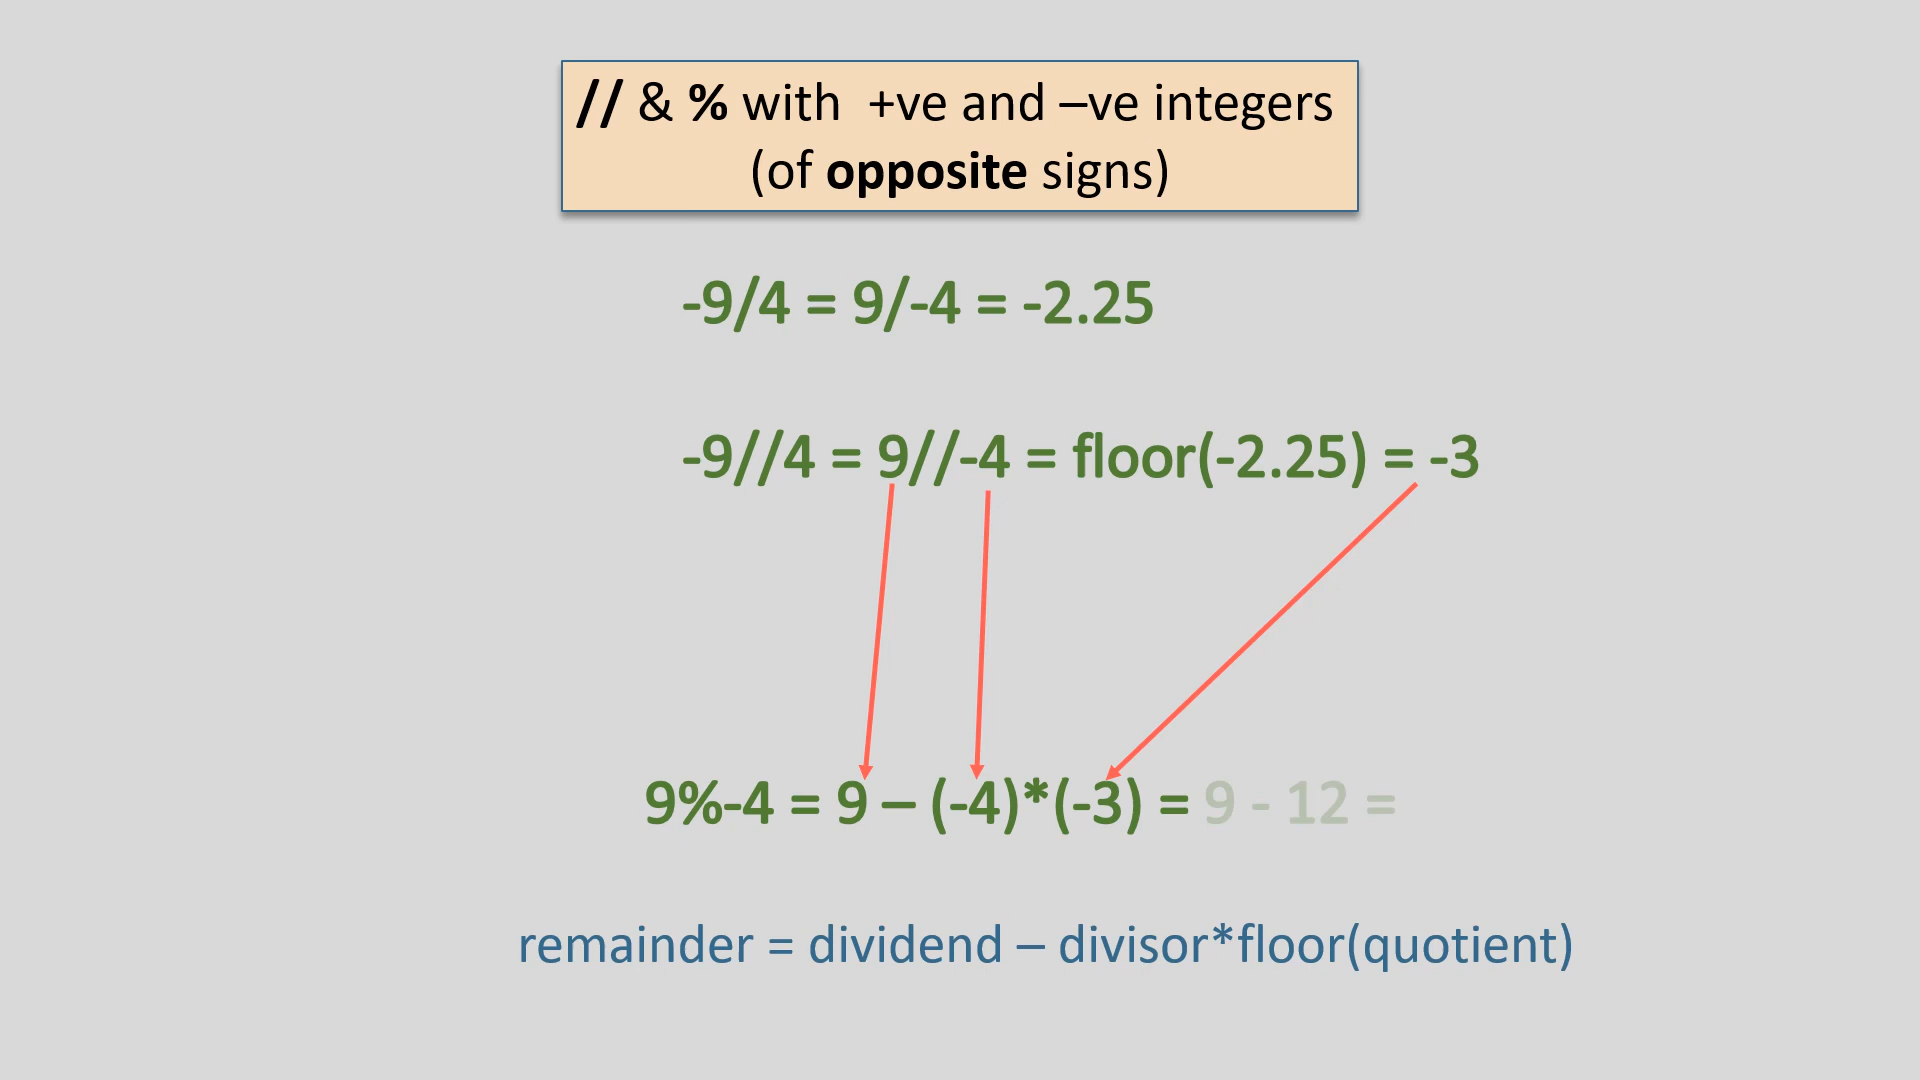 // & % with +ve and –ve integers
(of opposite signs)
-9/4 = 9/-4 = -2.25
-9//4 = 9//-4 = floor(-2.25) = -3
9%-4 = 9 – (-4)*(-3) = 9 - 12 =
remainder = dividend – divisor*floor(quotient)